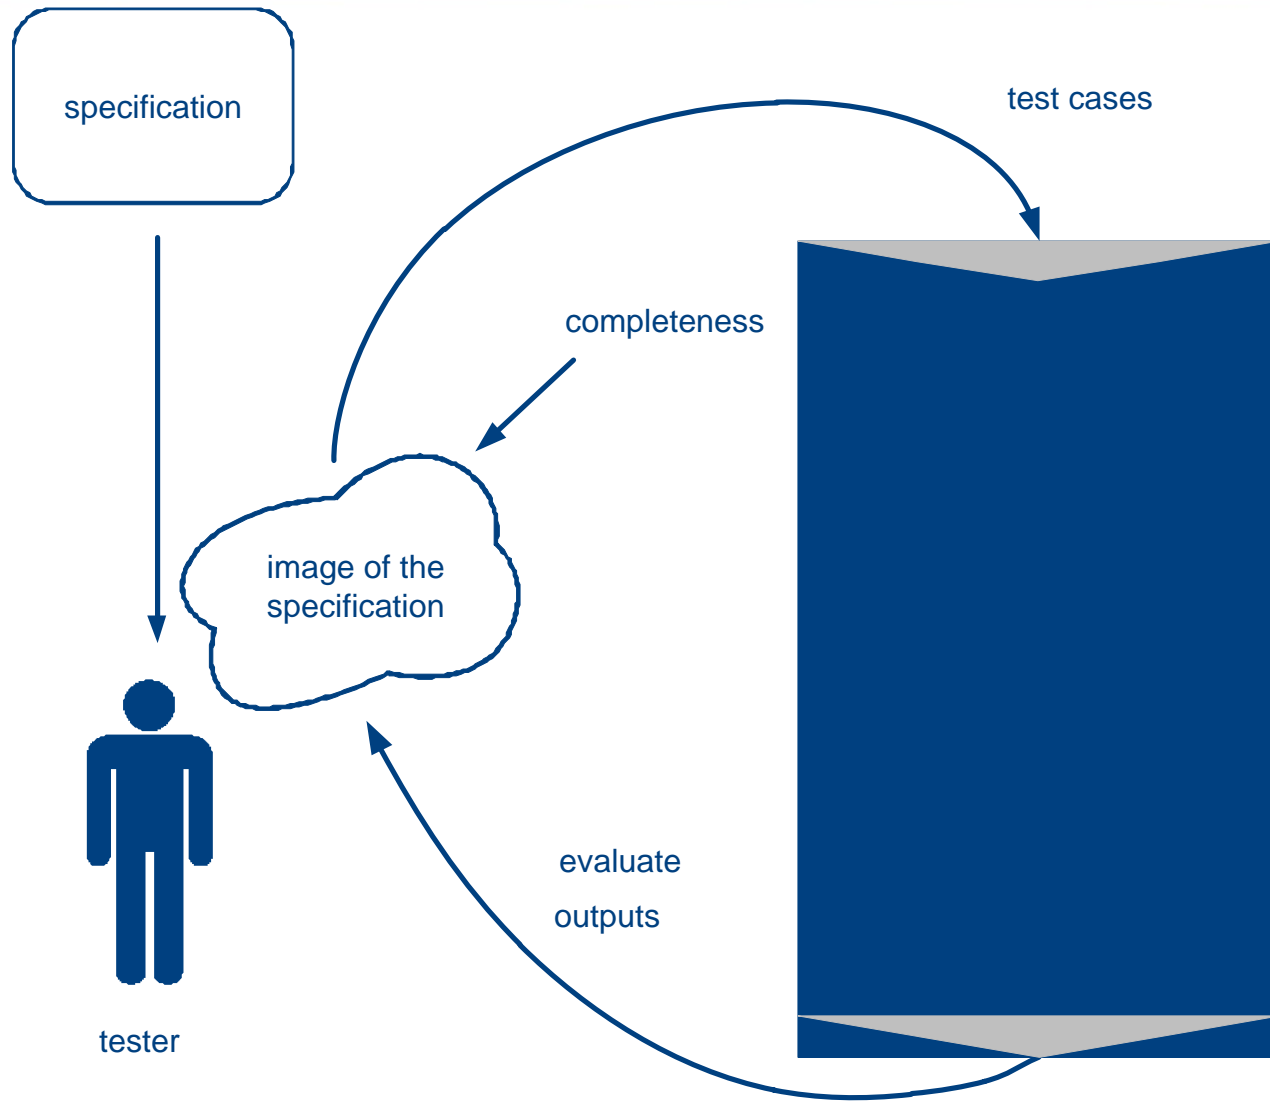 specification
test cases
completeness
image of the
specification
evaluate
outputs
tester